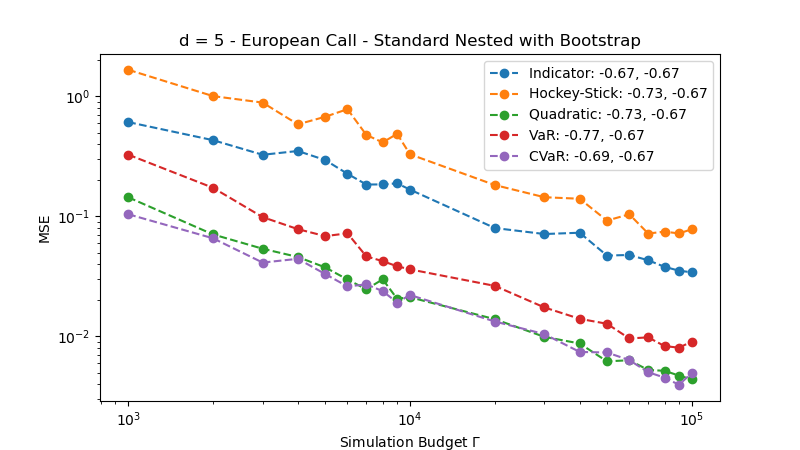 d = 5 - European Call - Standard Nested with Bootstrap
MSE
10⁰
10⁻¹
10⁻²
Indicator: -0.67, -0.67
Hockey-Stick: -0.73, -0.67
Quadratic: -0.73, -0.67
VaR: -0.77, -0.67
CVaR: -0.69, -0.67
10³
10⁴
10⁵
Simulation Budget Γ